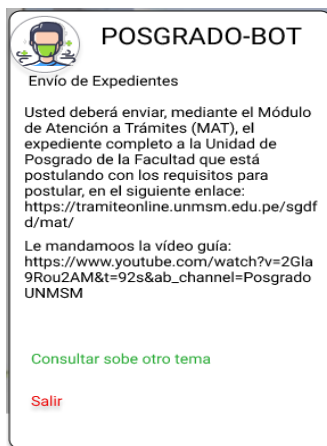 POSGRADO-BOT
Envío de Expedientes
Usted deberá enviar, mediante el Módulo
de Atención a Trámites (MAT), el
expediente completo a la Unidad de
Posgrado de la Facultad que está
postulando con los requisitos para
postular, en el siguiente enlace:
https://tramiteonline.unmsm.edu.pe/sgdf
d/mat/
Le mandamoos la vídeo guía:
https://www.youtube.com/watch?v=2Gla
9Rou2AM&t=92s&ab_channel=Posgrado
UNMSM
Consultar sobe otro tema
Salir